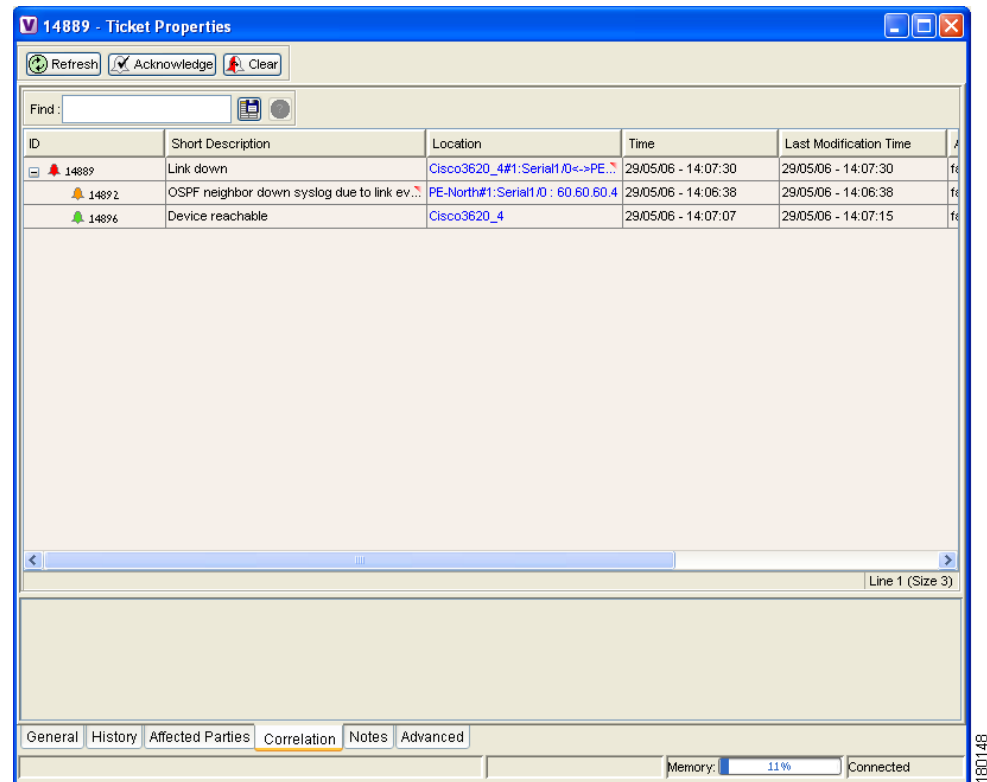 14889 - Ticket Properties
Refresh Acknowledge Clear
Find :
ID Short Description Location Time Last Modification Time
14889 Link down Cisco3620_4#1:Serial1/0<->PE... 29/05/06 - 14:07:30 29/05/06 - 14:07:30 fa
14892 OSPF neighbor down syslog due to link ev... PE-North#1:Serial1/0 : 60.60.60.4 29/05/06 - 14:06:38 29/05/06 - 14:06:38 fa
14896 Device reachable Cisco3620_4 29/05/06 - 14:07:07 29/05/06 - 14:07:15 fa
Line 1 (Size 3)
General History Affected Parties Correlation Notes Advanced
Memory: 11% Connected
180148